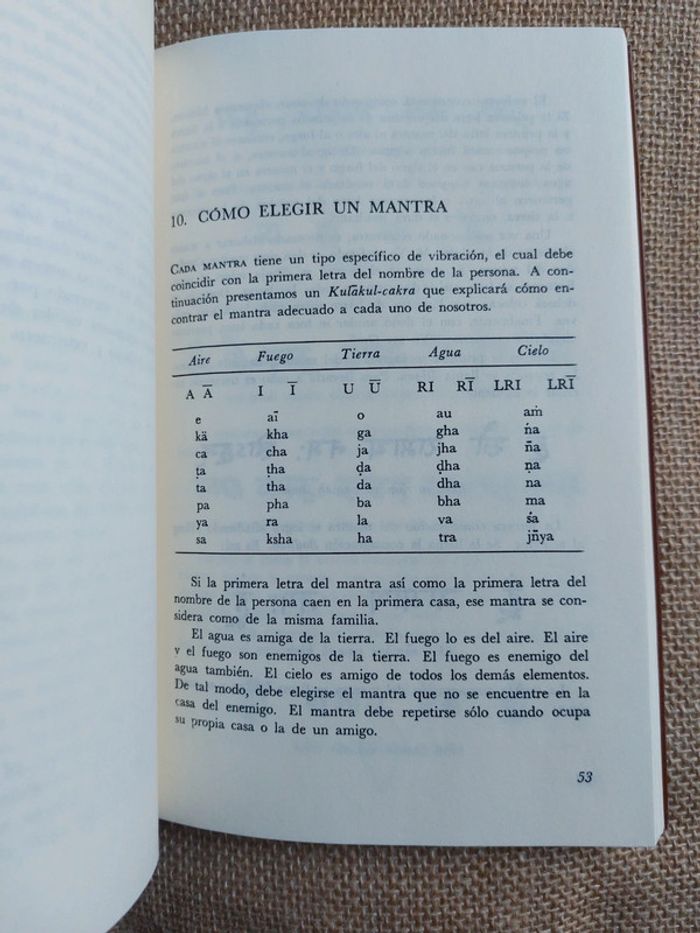 10. CÓMO ELEGIR UN MANTRA
CADA MANTRA tiene un tipo específico de vibración, el cual debe
coincidir con la primera letra del nombre de la persona. A con-
tinuación presentamos un Kulakul-cakra que explicará cómo en-
contrar el mantra adecuado a cada uno de nosotros.
Aire Fuego Tierra Agua Cielo
A Ā I Ī U Ū RI RĪ LRI LRĪ
e aī o au aṁ
kä kha ga gha ṅa
ca cha ja jha ña
ṭa ṭha ḍa ḍha ṇa
ta tha da dha na
pa pha ba bha ma
ya ra la va śa
sa ksha ha tra jñya
Si la primera letra del mantra así como la primera letra del
nombre de la persona caen en la primera casa, ese mantra se con-
sidera como de la misma familia.
El agua es amiga de la tierra. El fuego lo es del aire. El aire
y el fuego son enemigos de la tierra. El fuego es enemigo del
agua también. El cielo es amigo de todos los demás elementos.
De tal modo, debe elegirse el mantra que no se encuentre en la
casa del enemigo. El mantra debe repetirse sólo cuando ocupa
su propia casa o la de un amigo.
53